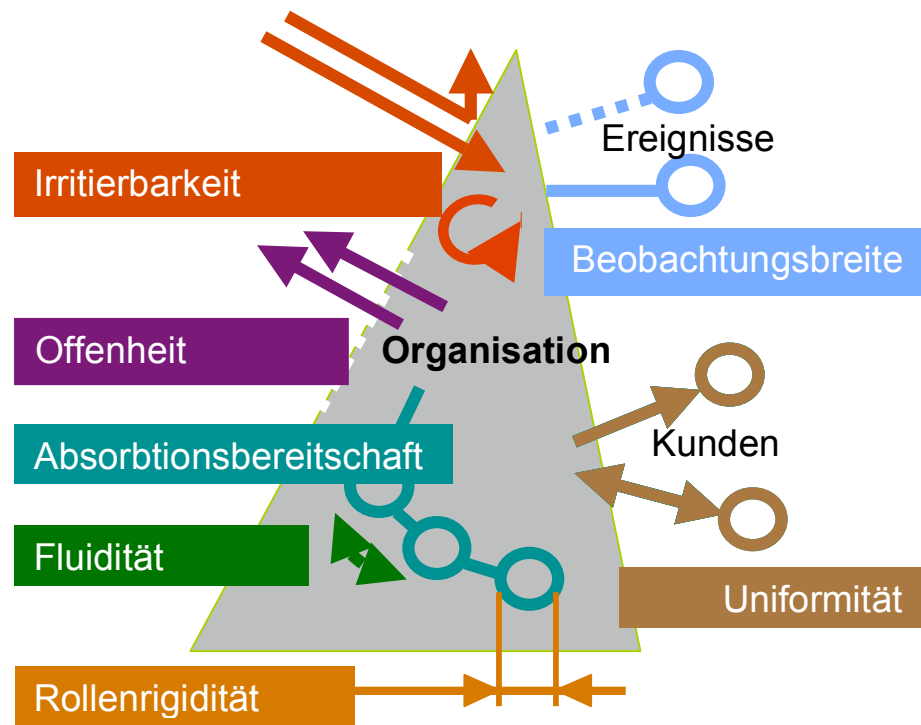 Ereignisse
Irritierbarkeit
Beobachtungsbreite
Offenheit
Organisation
Kunden
Absorbtionsbereitschaft
Fluidität
Uniformität
Rollenrigidität